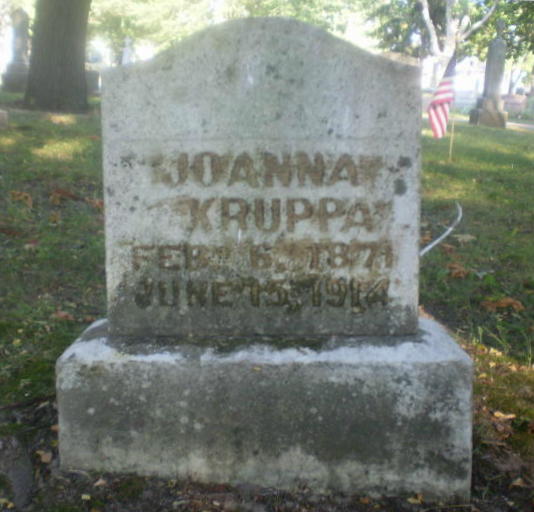 JOANNA
KRUPPA
FEB. 6, 1871
JUNE 15, 1914